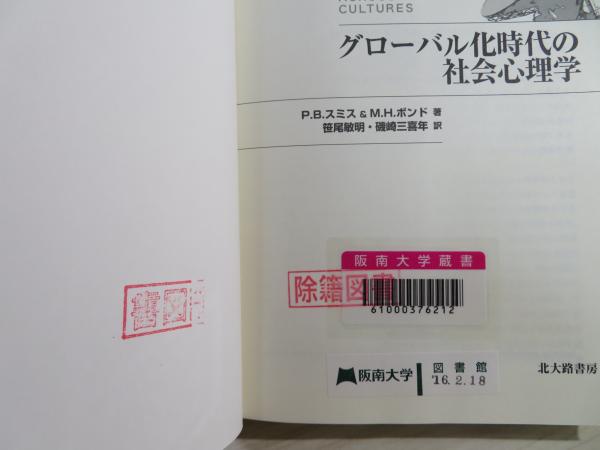 CULTURES
グローバル化時代の
社会心理学
P.B.スミス & M.H.ボンド 著
笹尾敏明・磯崎三喜年 訳
阪南大学蔵書
除籍図書
61000376212
阪南大学
図書館
'16.2.18
北大路書房